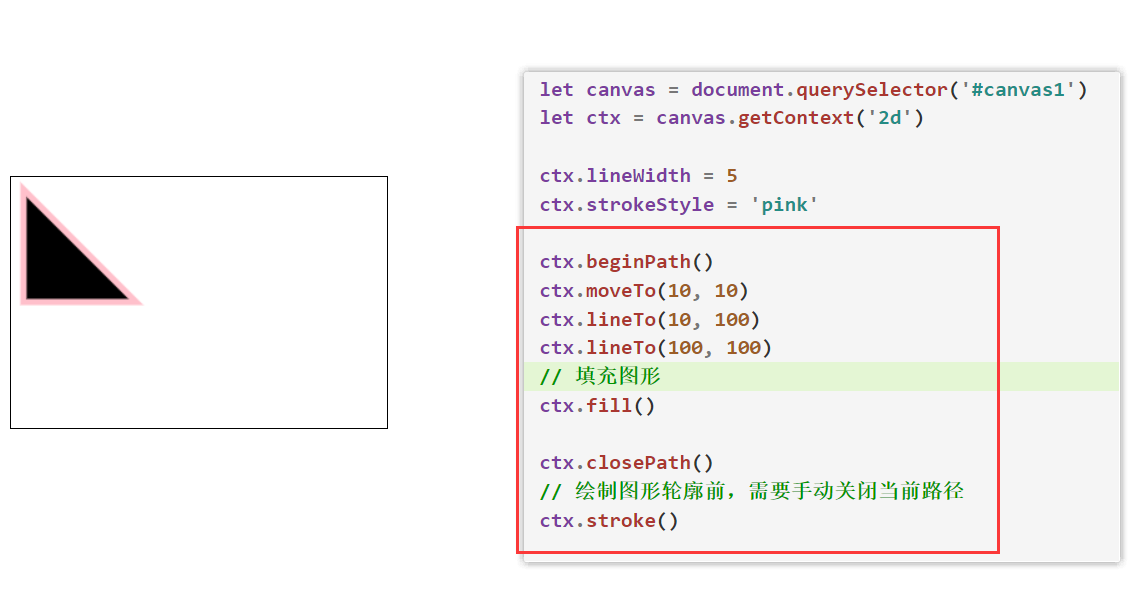 let canvas = document.querySelector('#canvas1')
let ctx = canvas.getContext('2d')
ctx.lineWidth = 5
ctx.strokeStyle = 'pink'
ctx.beginPath()
ctx.moveTo(10, 10)
ctx.lineTo(10, 100)
ctx.lineTo(100, 100)
// 填充图形
ctx.fill()
ctx.closePath()
// 绘制图形轮廓前，需要手动关闭当前路径
ctx.stroke()